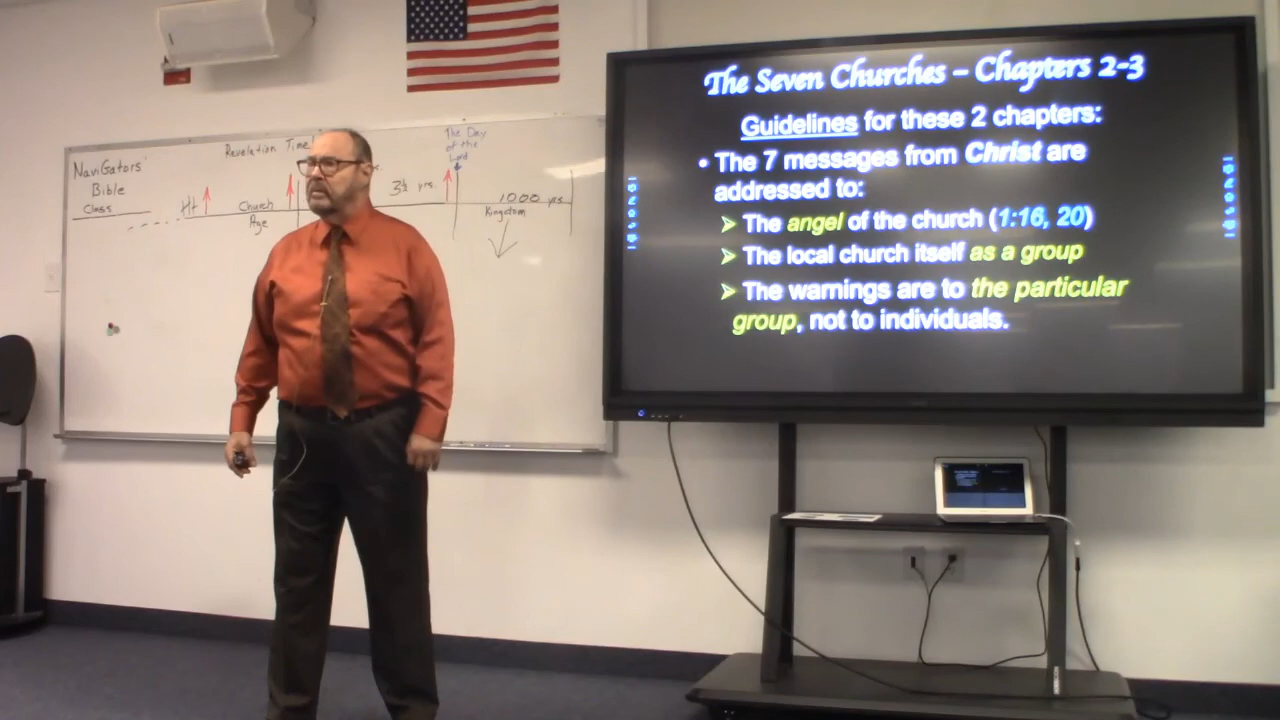 NaviGators'
Bible
Class
Revelation Time
The Day
of the
Lord
3½ yrs.
1000 yrs
Church
Age
Kingdom
The Seven Churches – Chapters 2-3
Guidelines for these 2 chapters:
• The 7 messages from Christ are
addressed to:
➢ The angel of the church (1:16, 20)
➢ The local church itself as a group
➢ The warnings are to the particular
group, not to individuals.